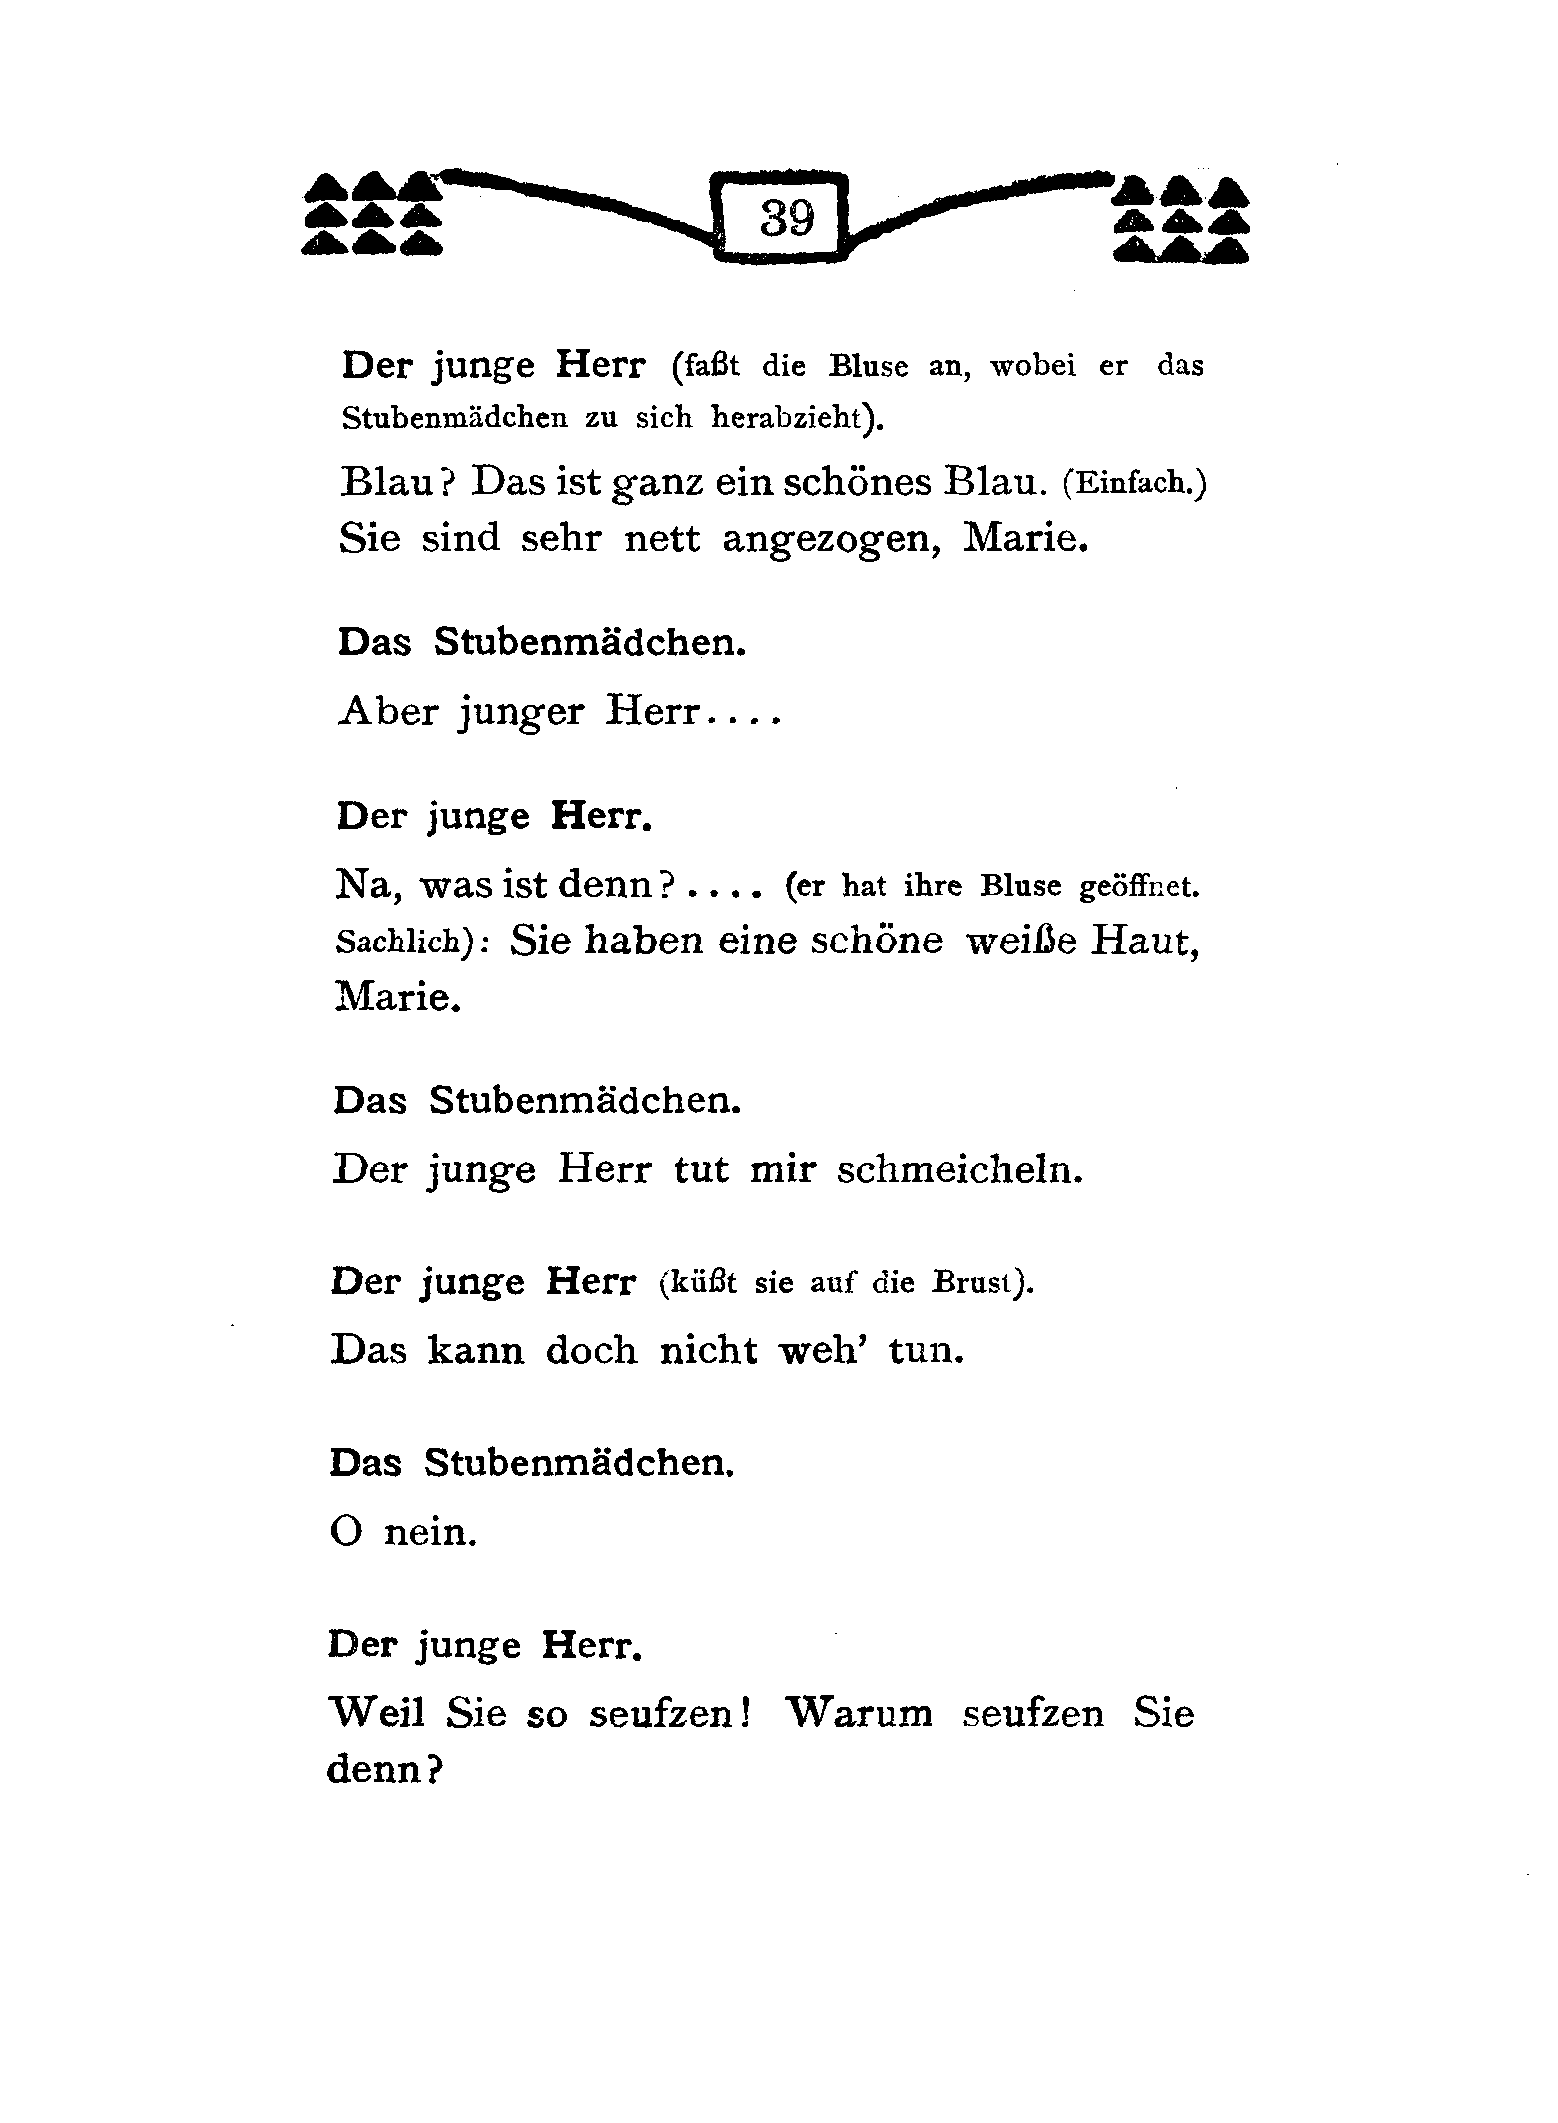 39
Der junge Herr (faßt die Bluse an, wobei er das
Stubenmädchen zu sich herabzieht).
Blau? Das ist ganz ein schönes Blau. (Einfach.)
Sie sind sehr nett angezogen, Marie.
Das Stubenmädchen.
Aber junger Herr....
Der junge Herr.
Na, was ist denn?.... (er hat ihre Bluse geöffnet.
Sachlich): Sie haben eine schöne weiße Haut,
Marie.
Das Stubenmädchen.
Der junge Herr tut mir schmeicheln.
Der junge Herr (küßt sie auf die Brust).
Das kann doch nicht weh’ tun.
Das Stubenmädchen.
O nein.
Der junge Herr.
Weil Sie so seufzen! Warum seufzen Sie
denn?